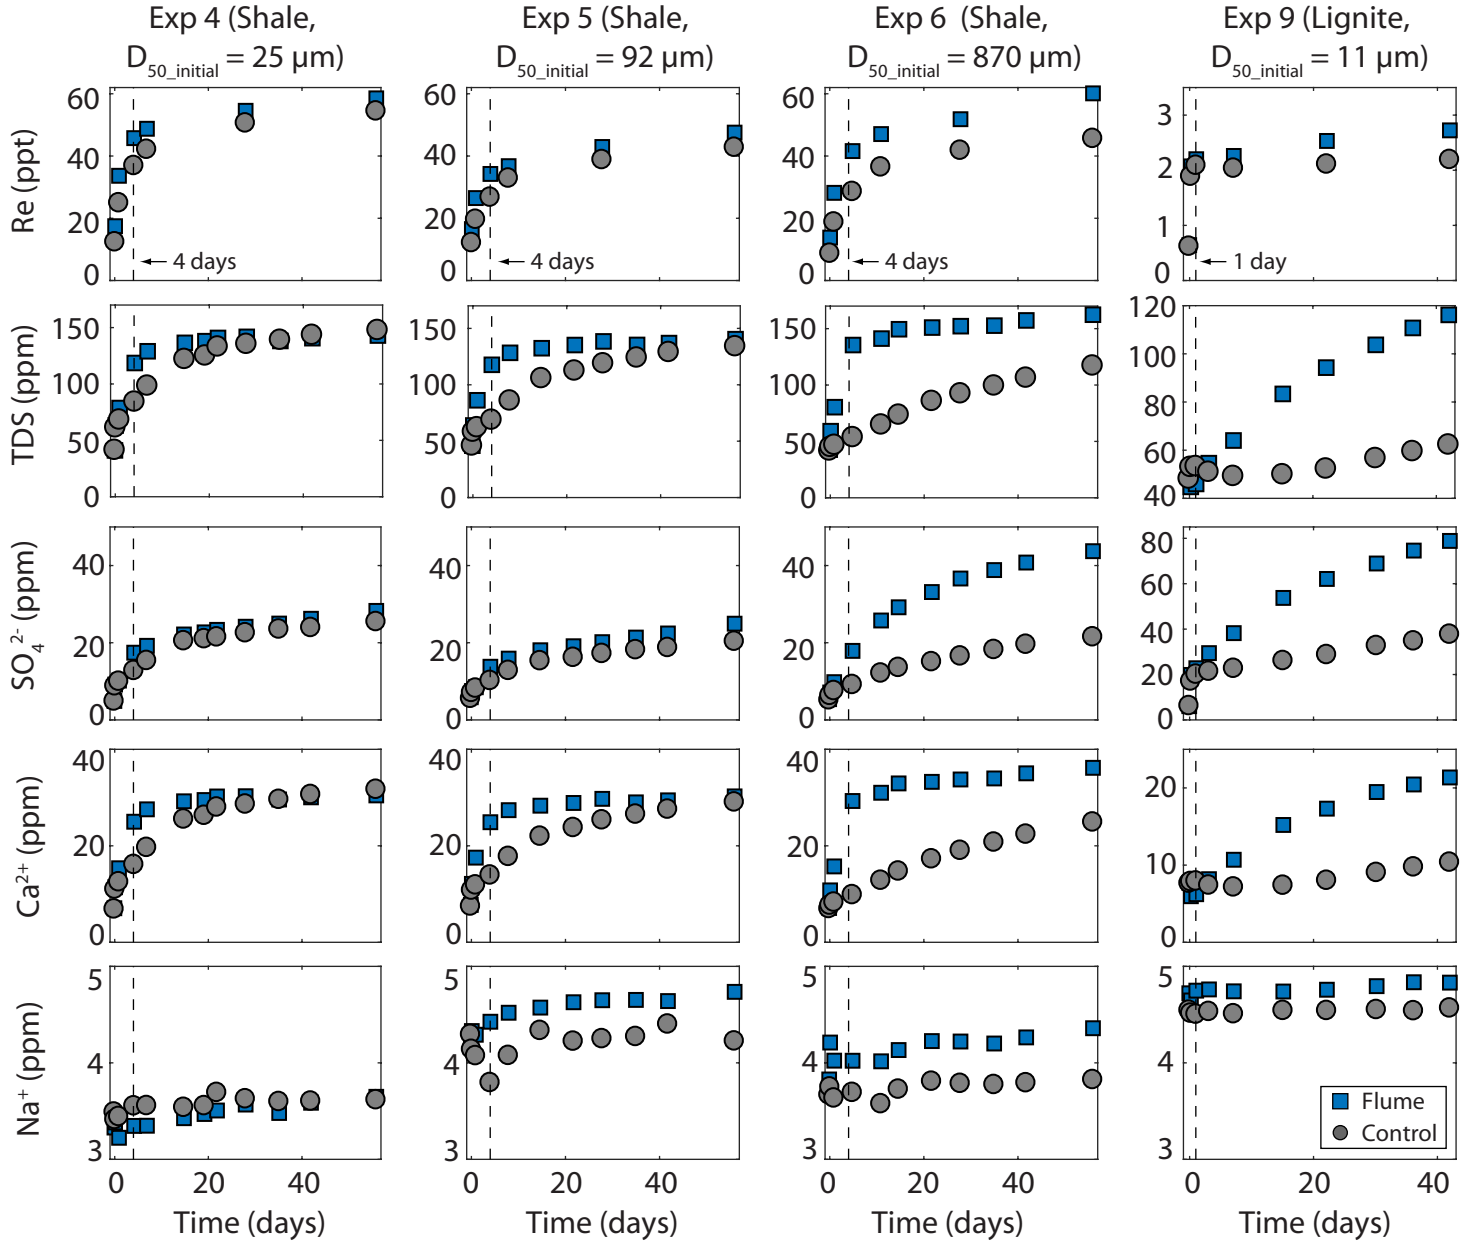 Exp 4 (Shale,
D50_initial = 25 µm)
Exp 5 (Shale,
D50_initial = 92 µm)
Exp 6 (Shale,
D50_initial = 870 µm)
Exp 9 (Lignite,
D50_initial = 11 µm)
Re (ppt)
60
40
20
0
4 days
60
40
20
0
4 days
60
40
20
0
4 days
3
2
1
0
1 day
TDS (ppm)
150
100
50
0
150
100
50
0
150
100
50
0
120
100
80
60
40
SO₄²⁻ (ppm)
40
20
0
40
20
0
40
20
0
80
60
40
20
0
Ca²⁺ (ppm)
40
20
0
40
20
0
40
20
0
20
10
0
Na⁺ (ppm)
5
4
3
5
4
3
5
4
3
5
4
3
Flume
Control
0 20 40
0 20 40
0 20 40
0 20 40
Time (days)
Time (days)
Time (days)
Time (days)